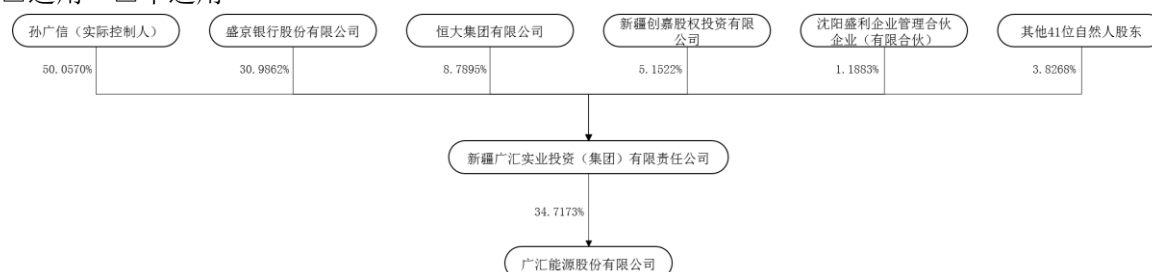 孙广信（实际控制人）
盛京银行股份有限公司
恒大集团有限公司
新疆创嘉股权投资有限
公司
沈阳盛利企业管理合伙
企业（有限合伙）
其他41位自然人股东
50.0570%
30.9862%
8.7895%
5.1522%
1.1883%
3.8268%
新疆广汇实业投资（集团）有限责任公司
34.7173%
广汇能源股份有限公司